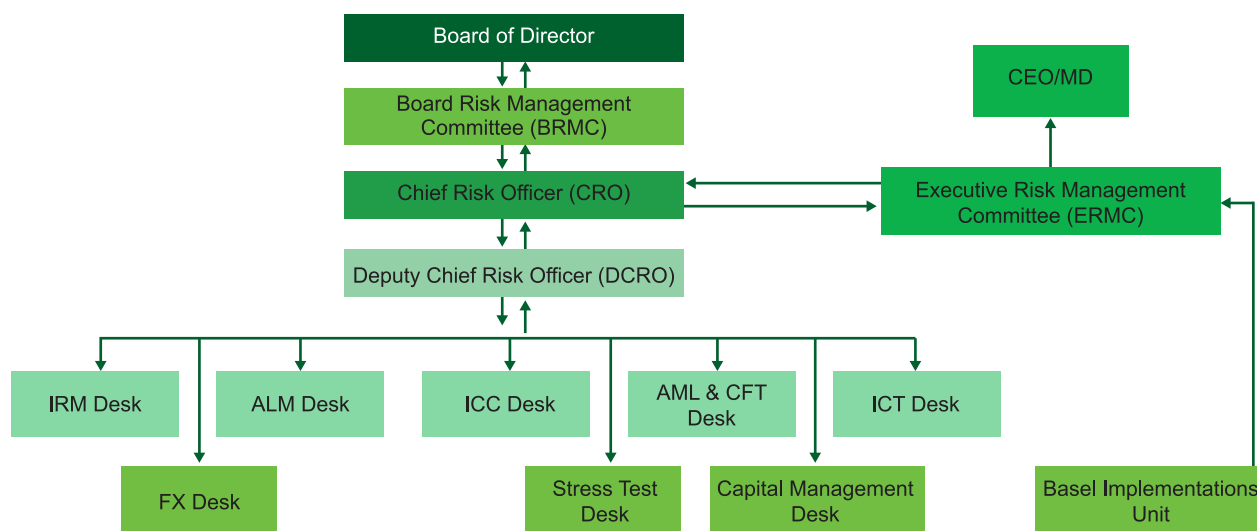 Board of Director
CEO/MD
Board Risk Management
Committee (BRMC)
Chief Risk Officer (CRO)
Executive Risk Management
Committee (ERMC)
Deputy Chief Risk Officer (DCRO)
IRM Desk
ALM Desk
ICC Desk
AML & CFT
Desk
ICT Desk
FX Desk
Stress Test
Desk
Capital Management
Desk
Basel Implementations
Unit